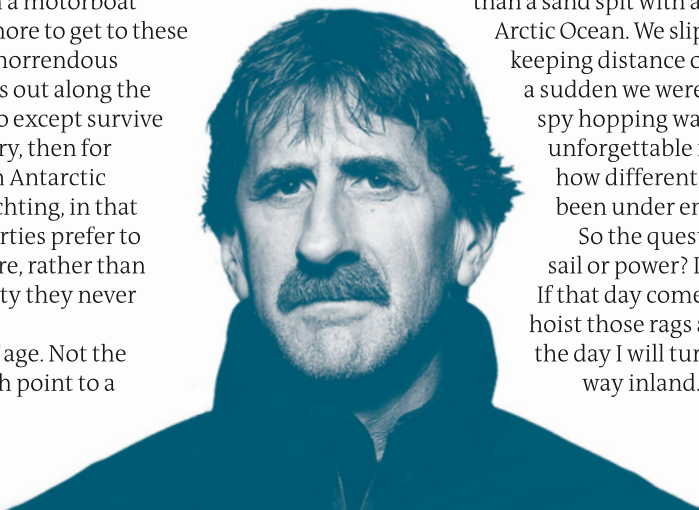 a motorboat
more to get to these
horrendous
s out along the
o except survive
ry, then for
Antarctic
chting, in that
rties prefer to
re, rather than
ty they never
age. Not the
h point to a
than a sand spit with a
Arctic Ocean. We slip
keeping distance o
a sudden we were
spy hopping wa
unforgettable
how different
been under en
So the ques
sail or power? I
If that day come
hoist those rags a
the day I will tur
way inland.